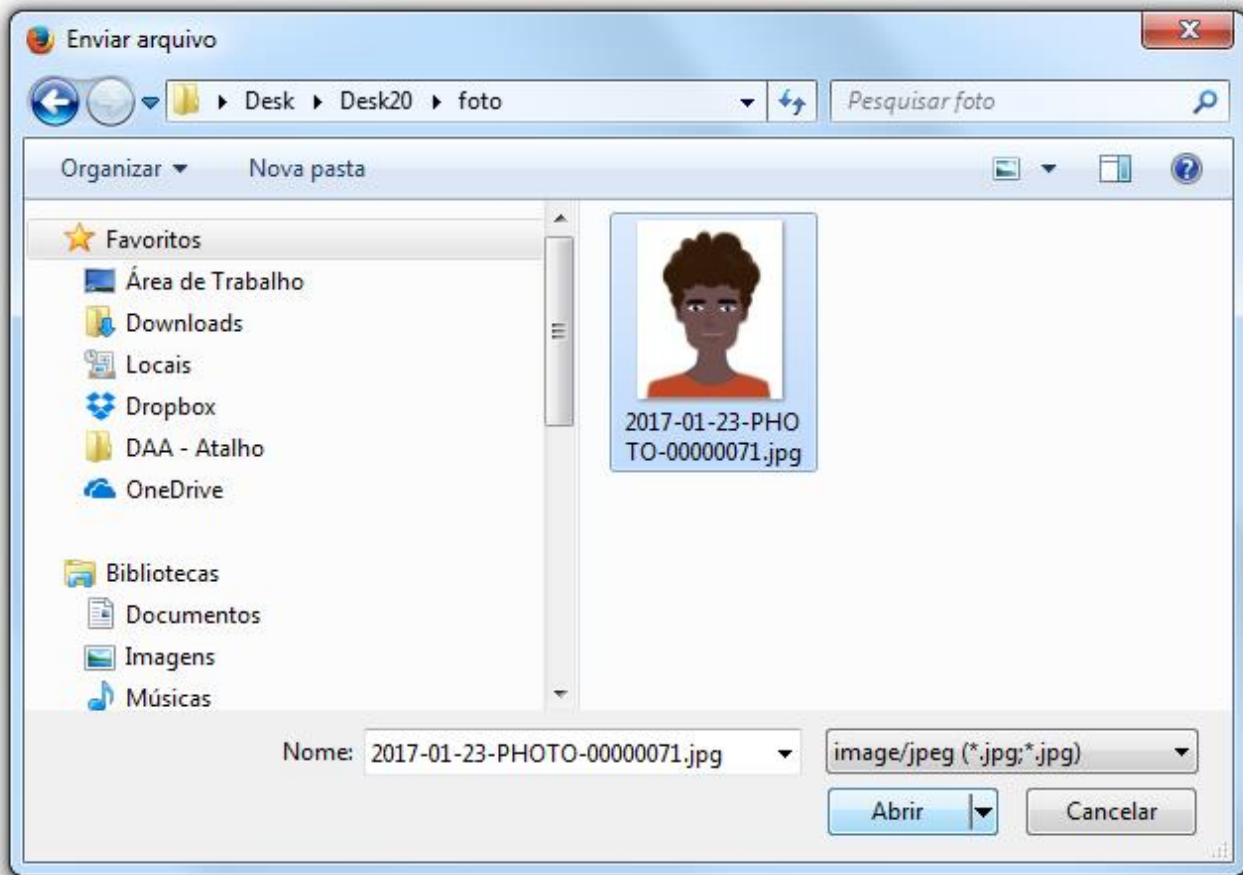 Enviar arquivo
Desk Desk20 foto
Pesquisar foto
Organizar Nova pasta
Favoritos
Área de Trabalho
Downloads
Locais
Dropbox
DAA - Atalho
OneDrive
Bibliotecas
Documentos
Imagens
Músicas
2017-01-23-PHO
TO-00000071.jpg
Nome: 2017-01-23-PHOTO-00000071.jpg
image/jpeg (*.jpg;*.jpg)
Abrir Cancelar